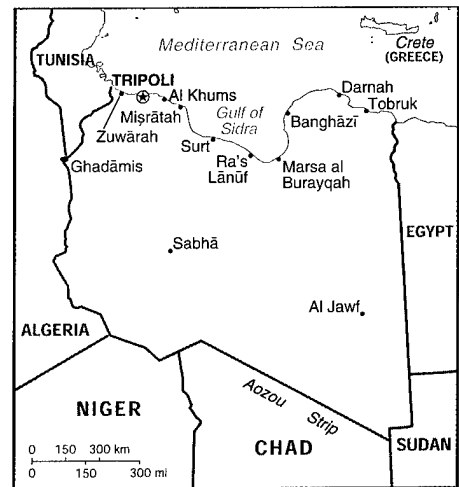 Mediterranean Sea
Crete
(GREECE)
TUNISIA
TRIPOLI
Al Khums
Miṣrātah
Zuwārah
Gulf of
Sidra
Darnah
Tobruk
Banghāzī
Surt
Ra's
Lānūf
Marsa al
Burayqah
Ghadāmis
EGYPT
Sabhā
Al Jawf
ALGERIA
Aozou Strip
NIGER
CHAD
SUDAN
0 150 300 km
0 150 300 mi